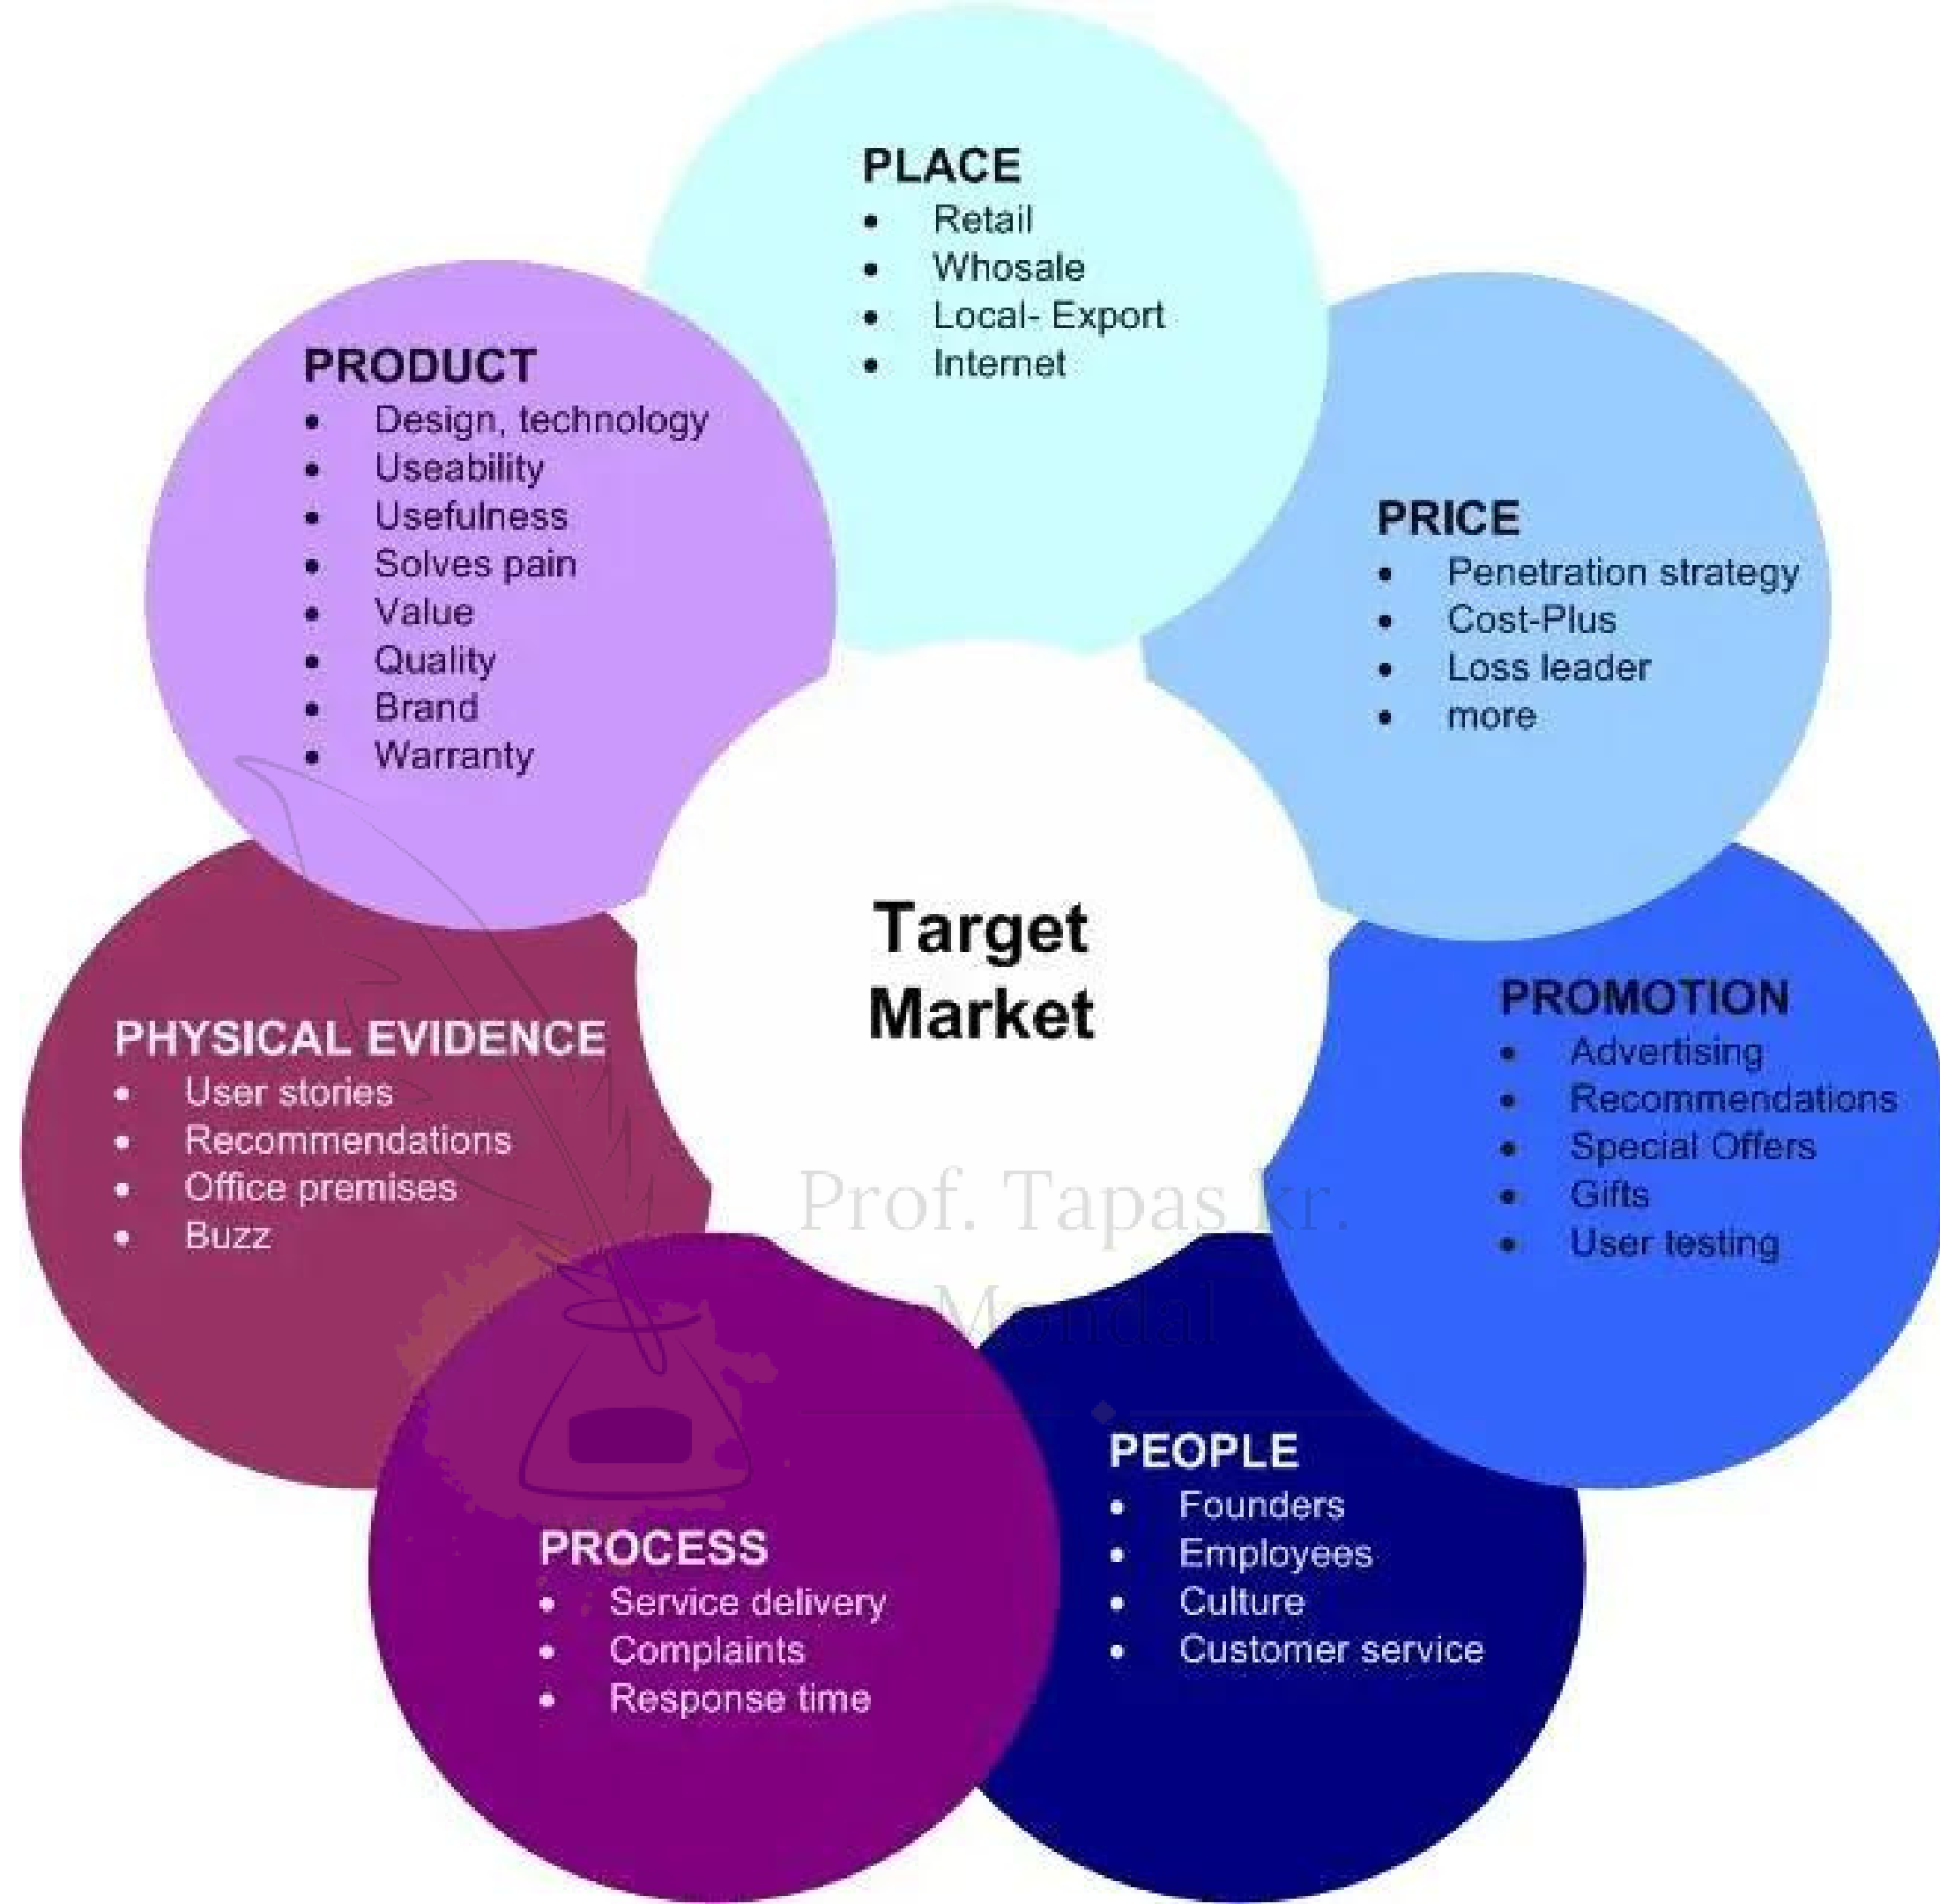 PLACE
• Retail
• Whosale
• Local- Export
• Internet
PRODUCT
• Design, technology
• Useability
• Usefulness
• Solves pain
• Value
• Quality
• Brand
• Warranty
PRICE
• Penetration strategy
• Cost-Plus
• Loss leader
• more
Target
Market
PHYSICAL EVIDENCE
• User stories
• Recommendations
• Office premises
• Buzz
PROMOTION
• Advertising
• Recommendations
• Special Offers
• Gifts
• User testing
Prof. Tapas kr.
Mondal
PROCESS
• Service delivery
• Complaints
• Response time
PEOPLE
• Founders
• Employees
• Culture
• Customer service